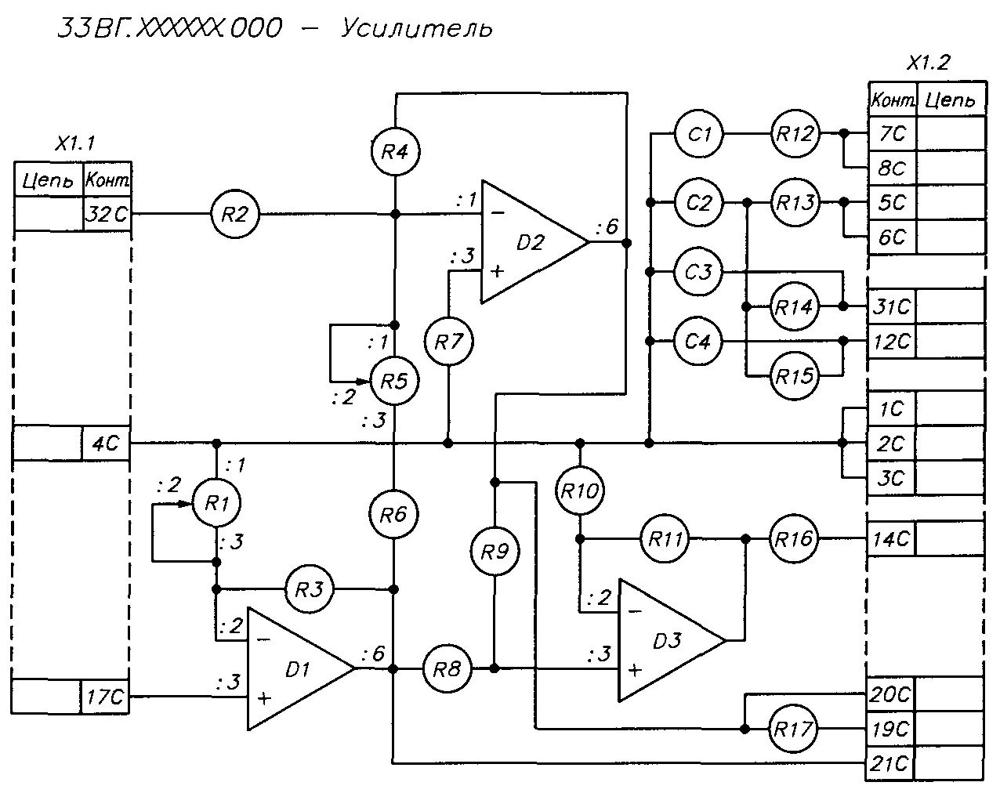 33ВГ.XXXXXX.000 – Усилитель
X1.2
Конт. Цепь
C1 R12 7C
X1.1
R4
8C
Цепь Конт.
:1
C2 R13 5C
32C R2
–
:6
6C
D2
:3
+
C3
R14 31C
:1
R7
C4 12C
R5
:2
R15
:3
1C
4C
2C
:1
3C
:2
R1
R10
R6
:3
R11 R16 14C
R9
R3
:2
–
:2
–
D3
:6
:3
D1
R8
+
:3
+
17C
20C
R17 19C
21C